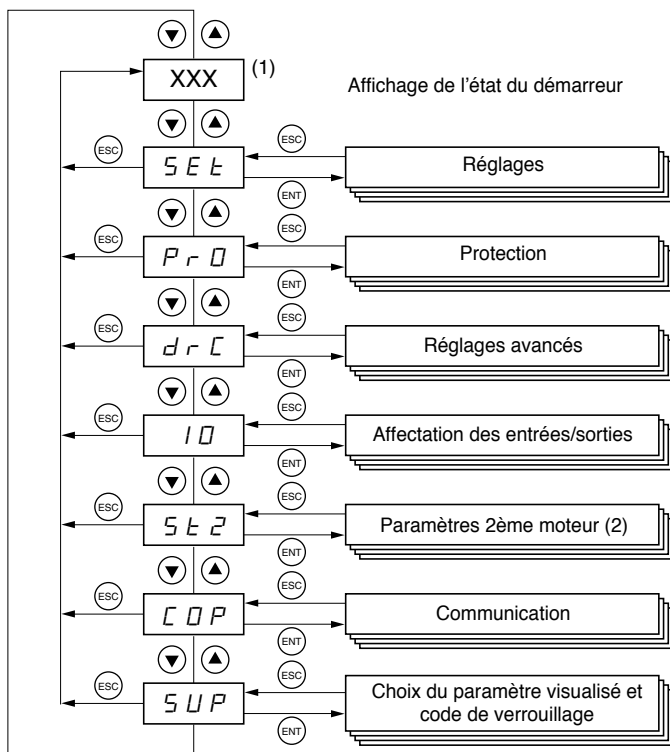 XXX
(1)
Affichage de l'état du démarreur
ESC
ESC
SEt
Réglages
ENT
ESC
ESC
PrO
Protection
ENT
ESC
ESC
drC
Réglages avancés
ENT
ESC
ESC
IO
Affectation des entrées/sorties
ENT
ESC
ESC
St2
Paramètres 2ème moteur (2)
ENT
ESC
ESC
COP
Communication
ENT
ESC
ESC
SUP
Choix du paramètre visualisé et
code de verrouillage
ENT